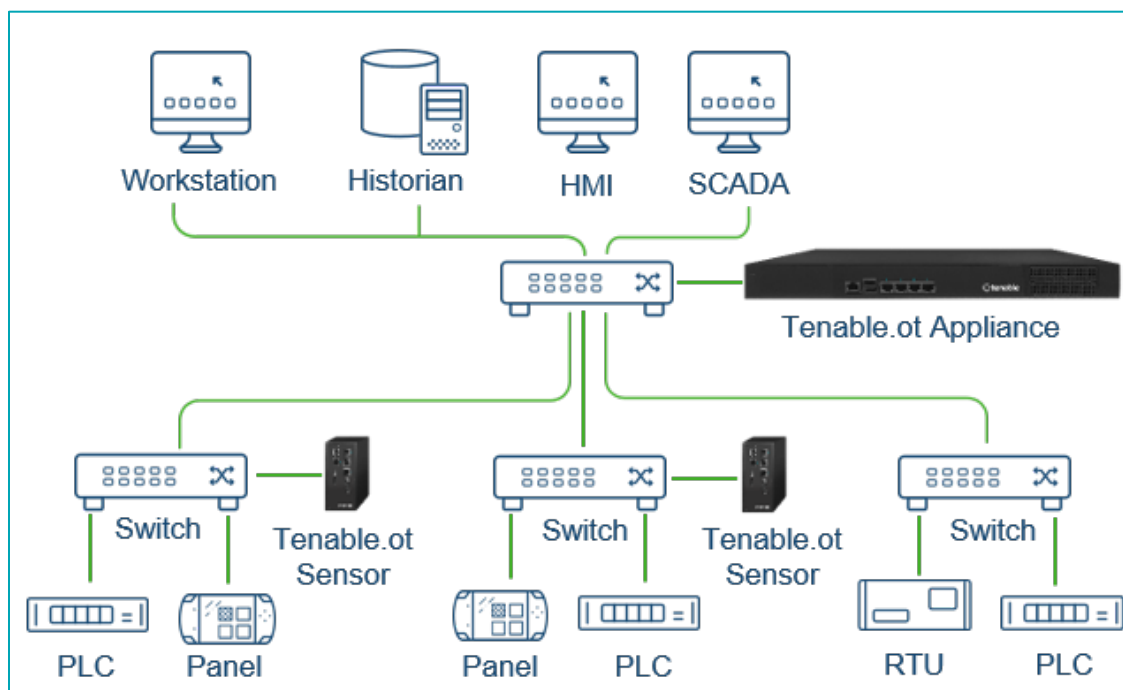 Workstation
Historian
HMI
SCADA
tenable
Tenable.ot Appliance
Switch
Tenable.ot
Sensor
Switch
Tenable.ot
Sensor
Switch
PLC
Panel
Panel
PLC
RTU
PLC